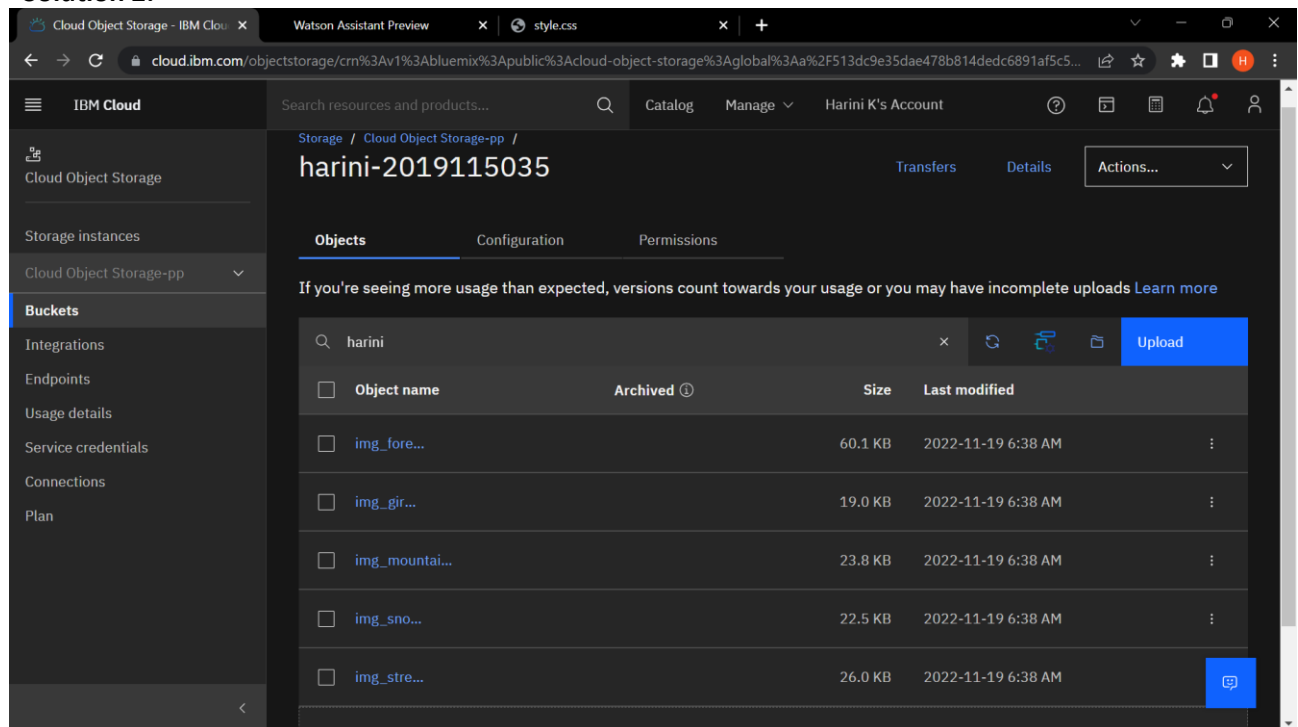 Solution 2:
Cloud Object Storage - IBM Clou
Watson Assistant Preview
style.css
cloud.ibm.com/objectstorage/crn%3Av1%3Abluemix%3Apublic%3Acloud-object-storage%3Aglobal%3Aa%2F513dc9e35dae478b814dedc6891af5c5...
H
IBM Cloud
Search resources and products...
Catalog
Manage
Harini K's Account
Cloud Object Storage
Storage instances
Cloud Object Storage-pp
Buckets
Integrations
Endpoints
Usage details
Service credentials
Connections
Plan
Storage / Cloud Object Storage-pp /
harini-2019115035
Transfers
Details
Actions...
Objects
Configuration
Permissions
If you're seeing more usage than expected, versions count towards your usage or you may have incomplete uploads Learn more
harini
Upload
Object name Archived Size Last modified
img_fore... 60.1 KB 2022-11-19 6:38 AM
img_gir... 19.0 KB 2022-11-19 6:38 AM
img_mountai... 23.8 KB 2022-11-19 6:38 AM
img_sno... 22.5 KB 2022-11-19 6:38 AM
img_stre... 26.0 KB 2022-11-19 6:38 AM